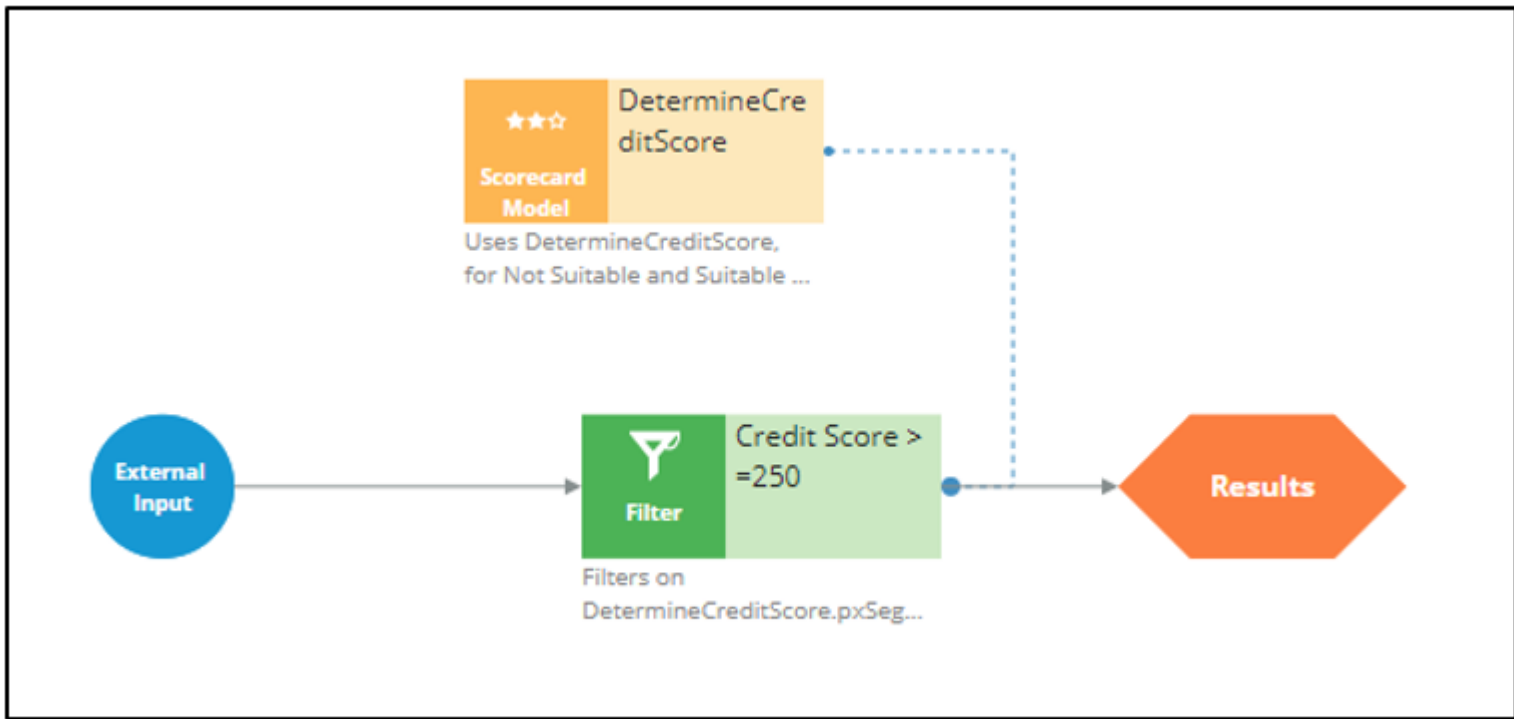 DetermineCre
ditScore
Scorecard
Model
Uses DetermineCreditScore,
for Not Suitable and Suitable ...
External
Input
Credit Score >
=250
Filter
Filters on
DetermineCreditScore.pxSeg...
Results